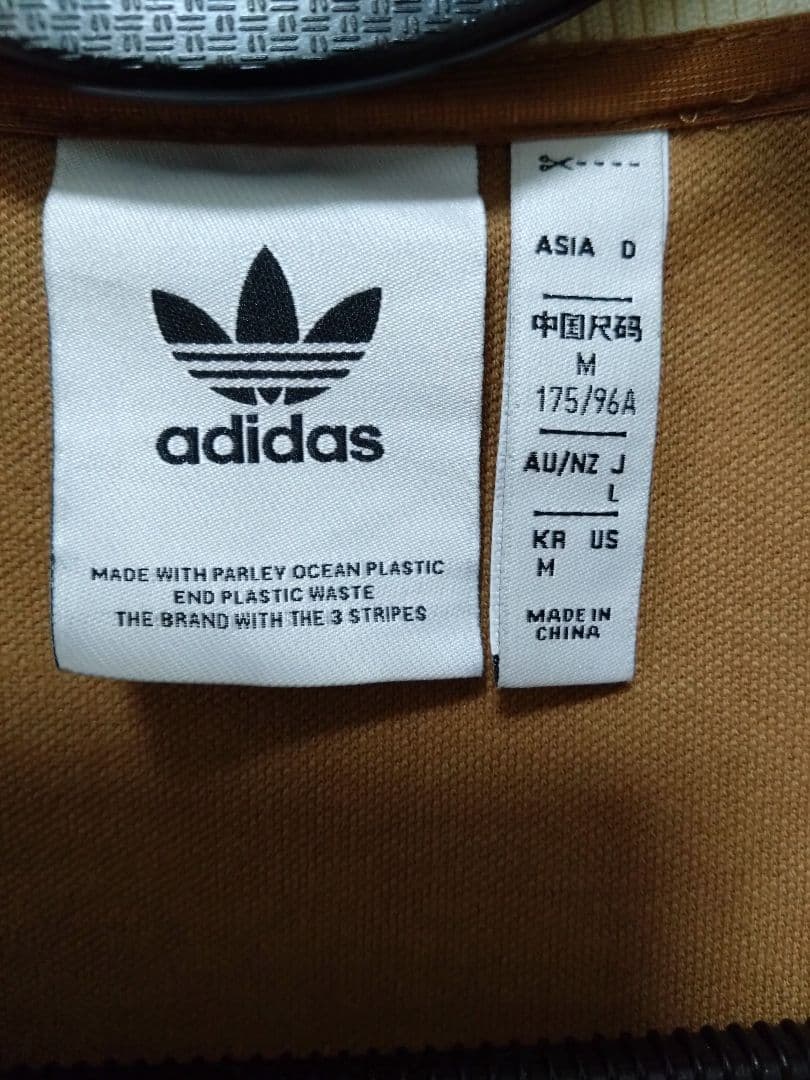 adidas
MADE WITH PARLEY OCEAN PLASTIC
END PLASTIC WASTE
THE BRAND WITH THE 3 STRIPES
ASIA D
中国尺码
M
175/96A
AU/NZ J
L
KR US
M
MADE IN
CHINA